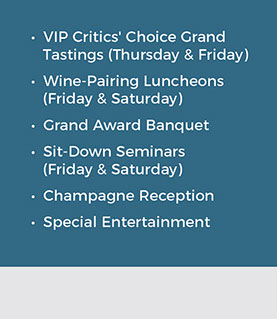 • VIP Critics' Choice Grand
Tastings (Thursday & Friday)
• Wine-Pairing Luncheons
(Friday & Saturday)
• Grand Award Banquet
• Sit-Down Seminars
(Friday & Saturday)
• Champagne Reception
• Special Entertainment